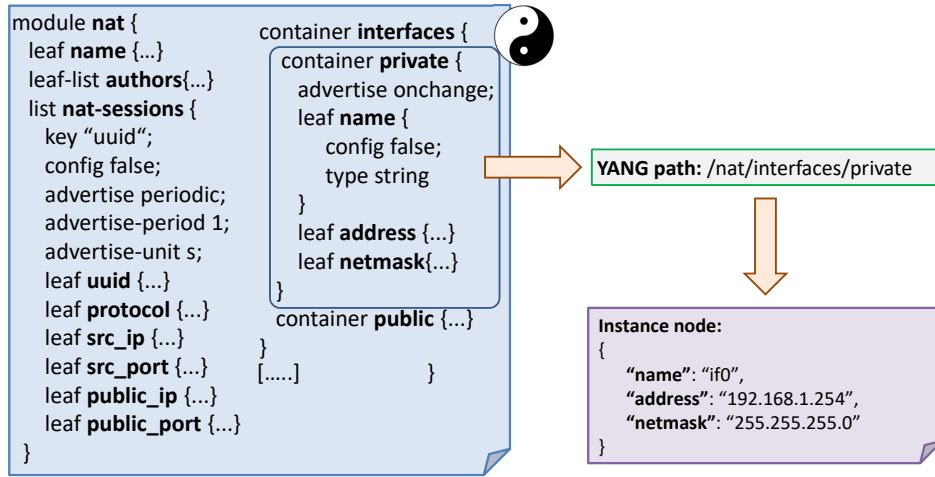 module nat {
leaf name {...}
leaf-list authors{...}
list nat-sessions {
key “uuid“;
config false;
advertise periodic;
advertise-period 1;
advertise-unit s;
leaf uuid {...}
leaf protocol {...}
leaf src_ip {...}
leaf src_port {...}
leaf public_ip {...}
leaf public_port {...}
}
container interfaces {
container private {
advertise onchange;
leaf name {
config false;
type string
}
leaf address {...}
leaf netmask{...}
}
container public {...}
}
[.....] }
YANG path: /nat/interfaces/private
Instance node:
{
“name”: “if0”,
“address”: “192.168.1.254”,
“netmask”: “255.255.255.0”
}